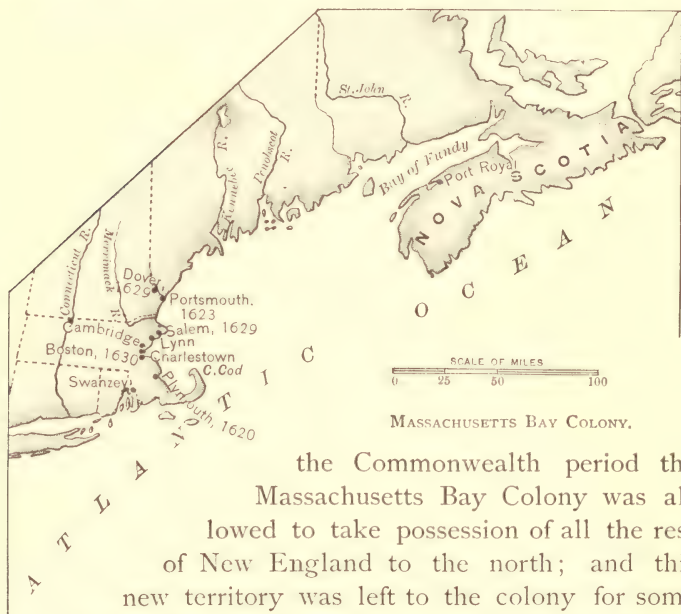 St. John
R.
Kennebec
R.
Penobscot
R.
Bay of Fundy
Port Royal
NOVA SCOTIA
ATLANTIC
OCEAN
Connecticut R.
Merrimack
R.
Dover,
1629
Portsmouth,
1623
Cambridge
Salem, 1629
Lynn
Boston, 1630
Charlestown
C. Cod
Swanzey
Plymouth, 1620
SCALE OF MILES
0 25 50 100
MASSACHUSETTS BAY COLONY.
the Commonwealth period th
Massachusetts Bay Colony was al
lowed to take possession of all the res
of New England to the north; and th
new territory was left to the colony for som